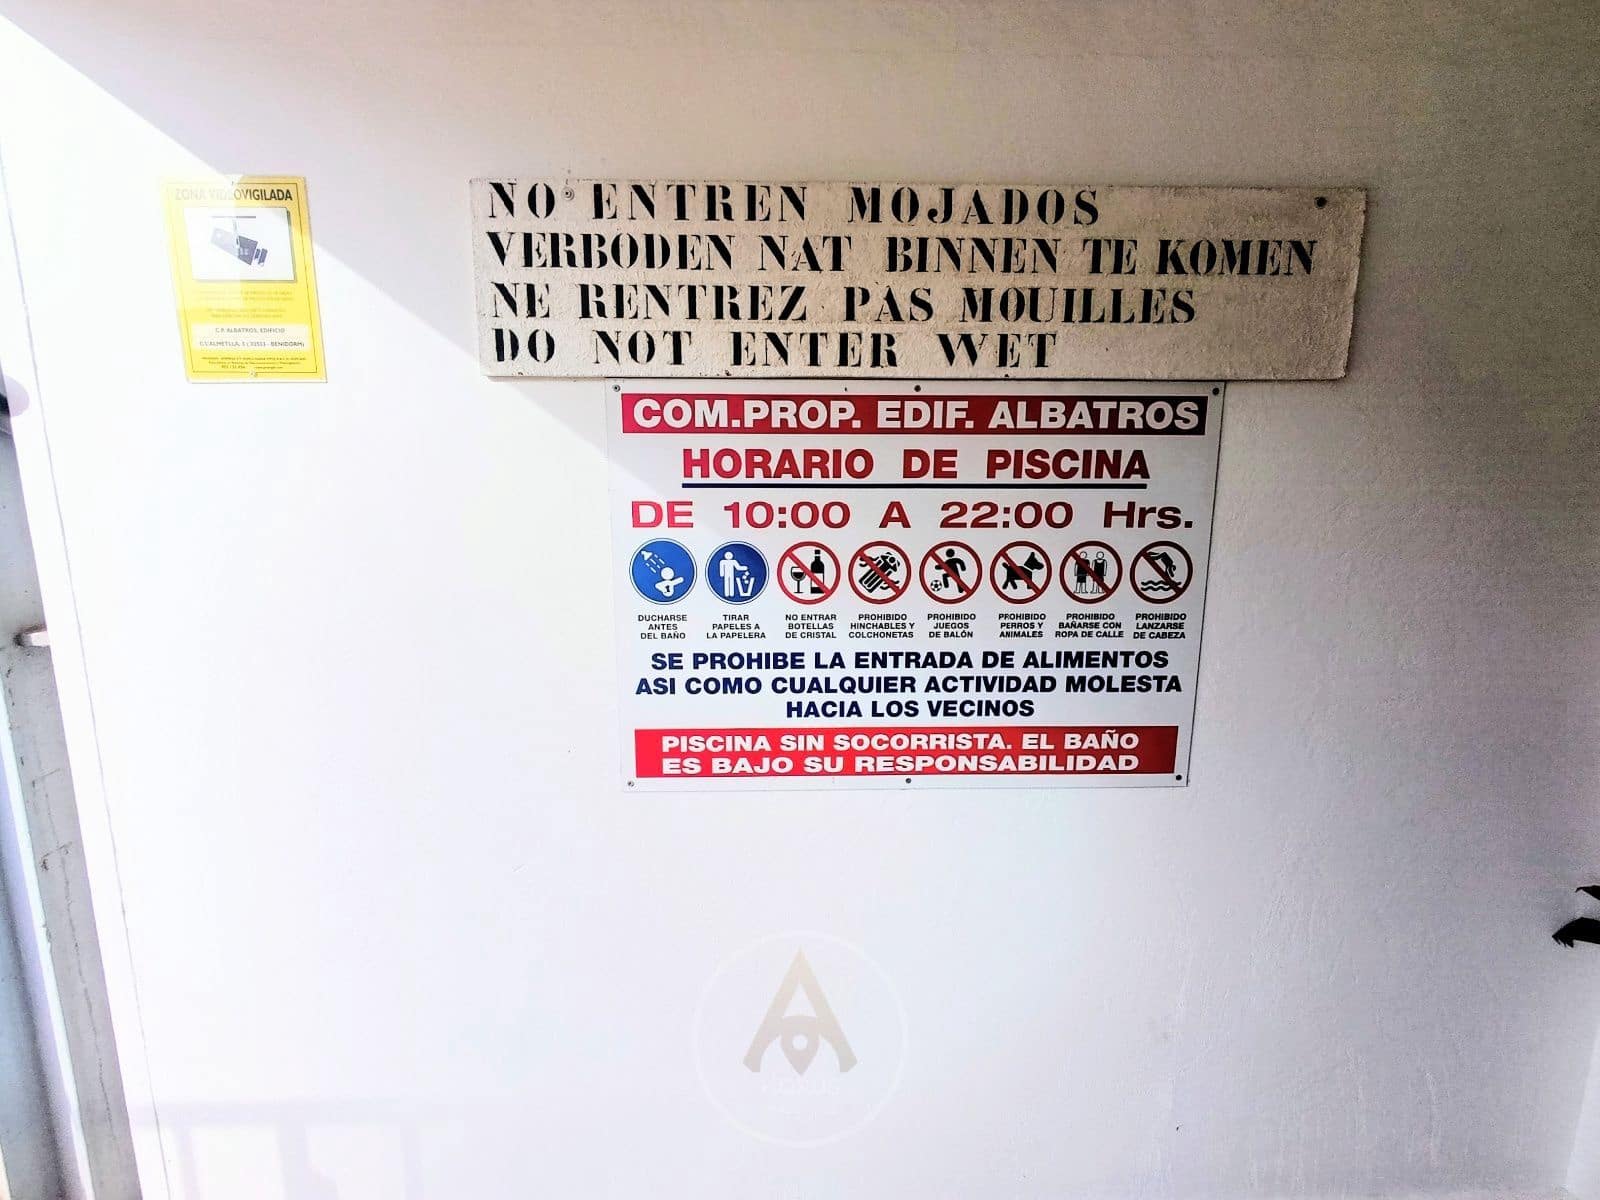 ZONA VIDEOVIGILADA
C.P. ALBATROS, EDIFICIO
NO ENTREN MOJADOS
VERBODEN NAT BINNEN TE KOMEN
NE RENTREZ PAS MOUILLES
DO NOT ENTER WET
COM.PROP. EDIF. ALBATROS
HORARIO DE PISCINA
DE 10:00 A 22:00 Hrs.
DUCHARSE ANTES DEL BAÑO
TIRAR PAPELES A LA PAPELERA
NO ENTRAR BOTELLAS DE CRISTAL
PROHIBIDO HINCHABLES Y COLCHONETAS
PROHIBIDO JUEGOS DE BALÓN
PROHIBIDO PERROS Y ANIMALES
PROHIBIDO BAÑARSE CON ROPA DE CALLE
PROHIBIDO LANZARSE DE CABEZA
SE PROHIBE LA ENTRADA DE ALIMENTOS
ASI COMO CUALQUIER ACTIVIDAD MOLESTA
HACIA LOS VECINOS
PISCINA SIN SOCORRISTA. EL BAÑO
ES BAJO SU RESPONSABILIDAD